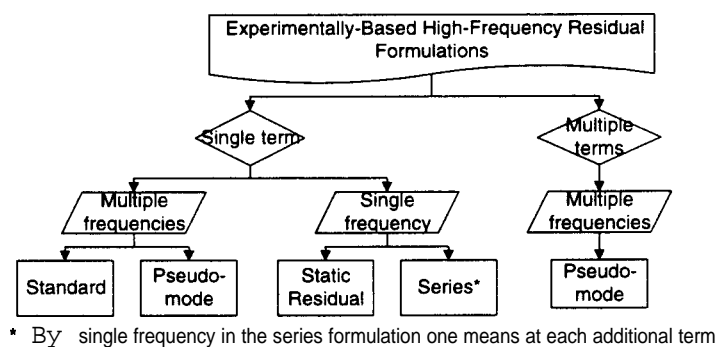 Experimentally-Based High-Frequency Residual
Formulations
Single term
Multiple
terms
Multiple
frequencies
Single
frequency
Multiple
frequencies
Standard
Pseudo-
mode
Static
Residual
Series*
Pseudo-
mode
* By single frequency in the series formulation one means at each additional term